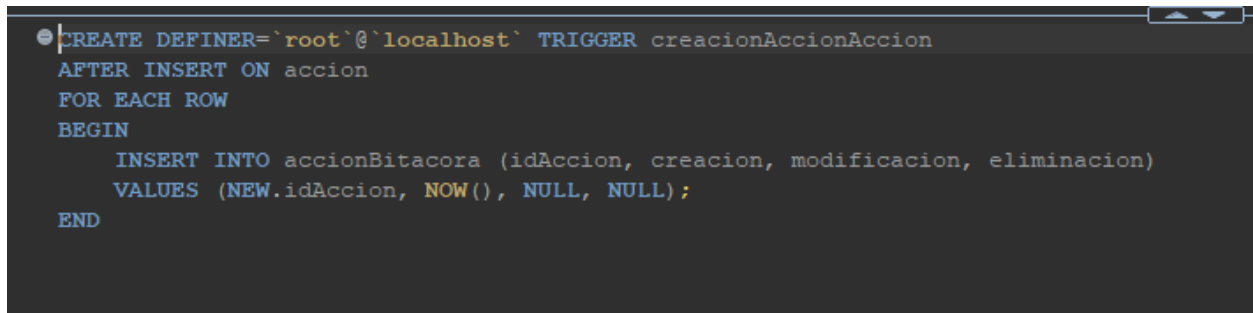 CREATE DEFINER=`root`@`localhost` TRIGGER creacionAccionAccion
AFTER INSERT ON accion
FOR EACH ROW
BEGIN
INSERT INTO accionBitacora (idAccion, creacion, modificacion, eliminacion)
VALUES (NEW.idAccion, NOW(), NULL, NULL);
END